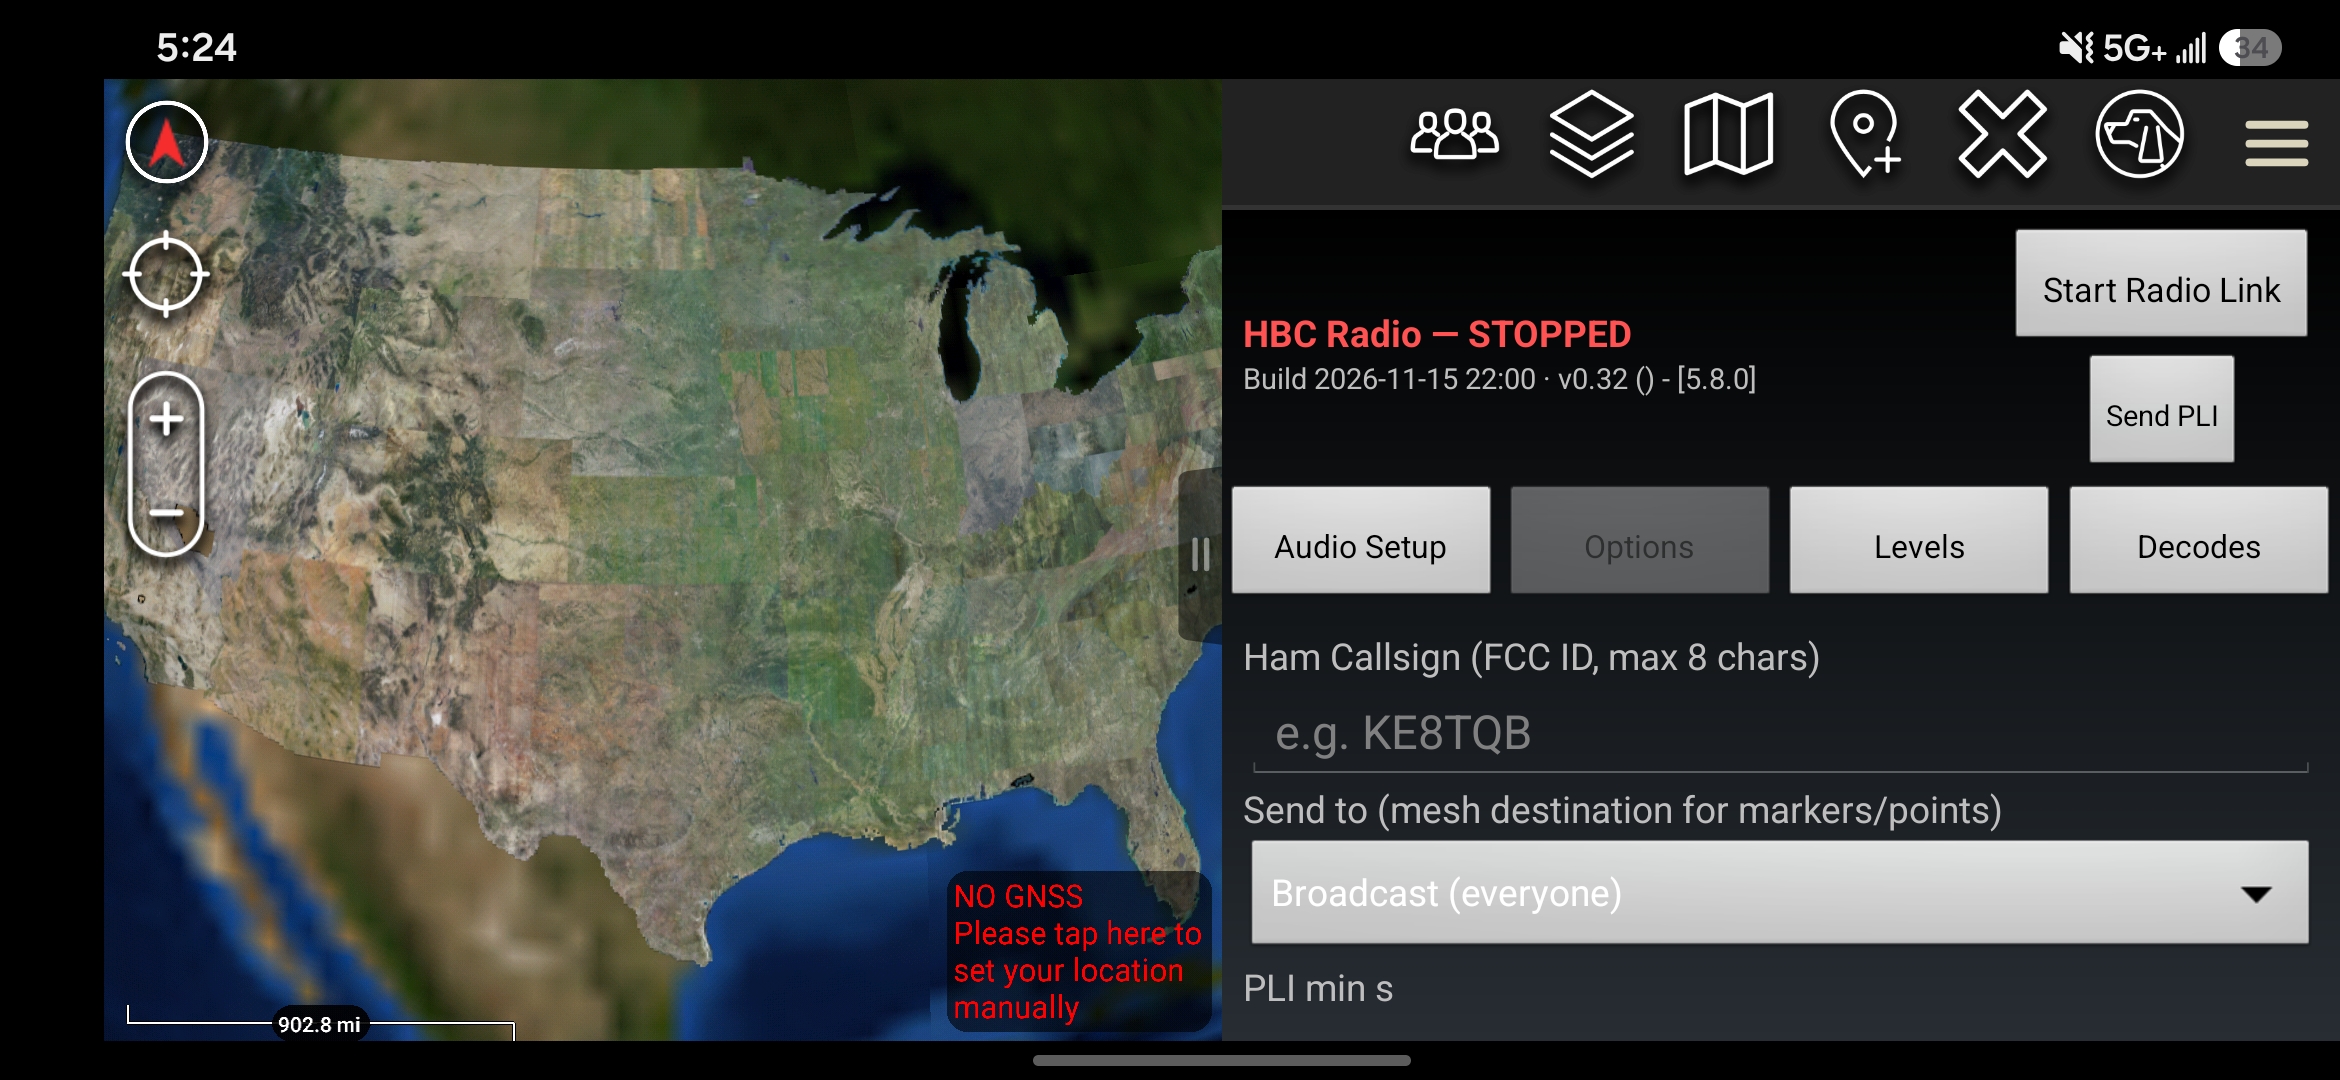 5:24
5G+
34
Start Radio Link
HBC Radio — STOPPED
Build 2026-11-15 22:00 · v0.32 () - [5.8.0]
Send PLI
Audio Setup
Options
Levels
Decodes
Ham Callsign (FCC ID, max 8 chars)
e.g. KE8TQB
Send to (mesh destination for markers/points)
Broadcast (everyone)
PLI min s
NO GNSS
Please tap here to
set your location
manually
902.8 mi